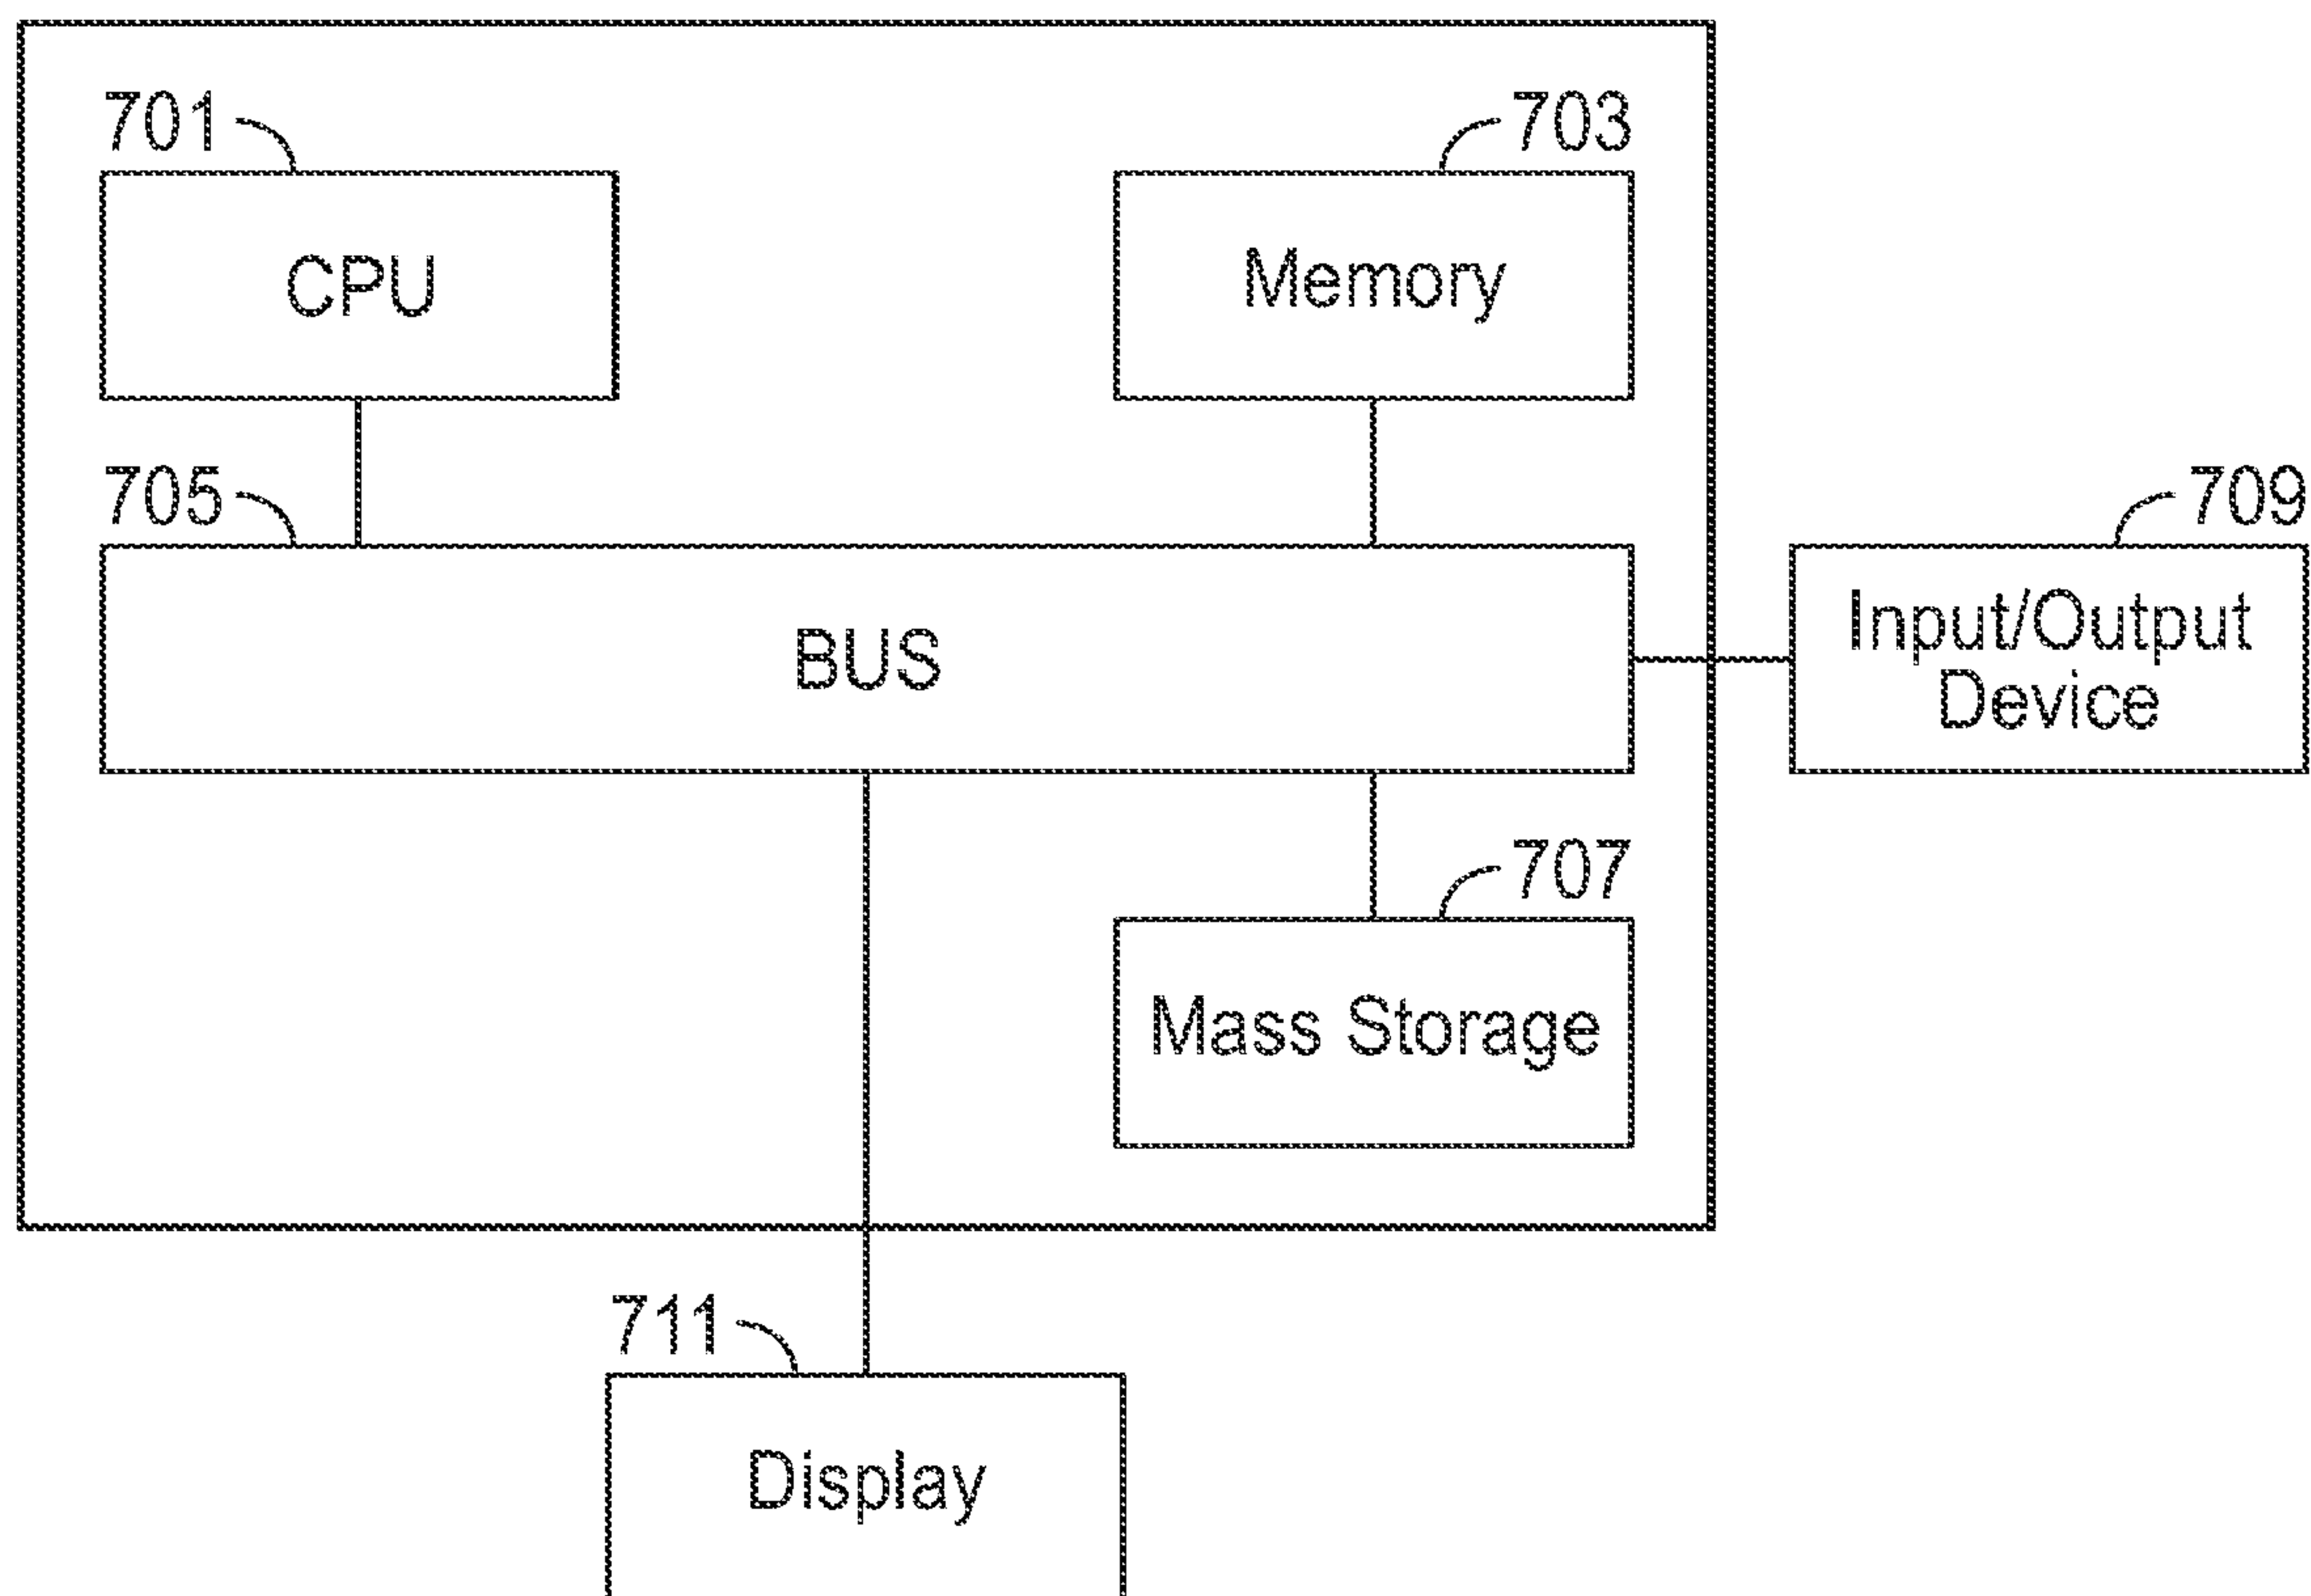 701
703
CPU
Memory
705
709
BUS
Input/Output
Device
707
Mass Storage
711
Display